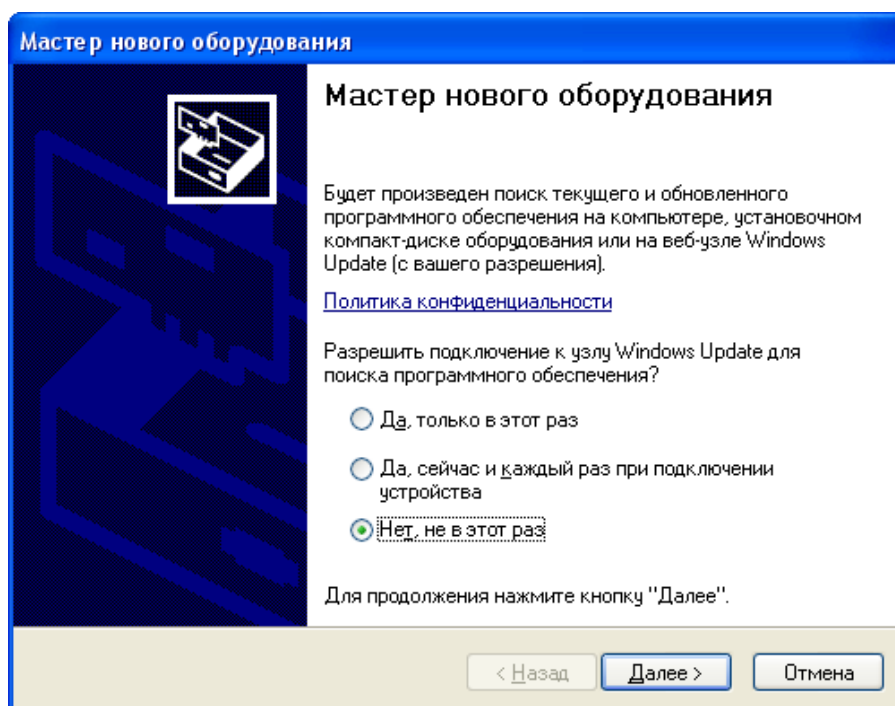 Мастер нового оборудования
Мастер нового оборудования
Будет произведен поиск текущего и обновленного
программного обеспечения на компьютере, установочном
компакт-диске оборудования или на веб-узле Windows
Update (с вашего разрешения).
Политика конфиденциальности
Разрешить подключение к узлу Windows Update для
поиска программного обеспечения?
Да, только в этот раз
Да, сейчас и каждый раз при подключении
устройства
Нет, не в этот раз
Для продолжения нажмите кнопку "Далее".
< Назад
Далее >
Отмена